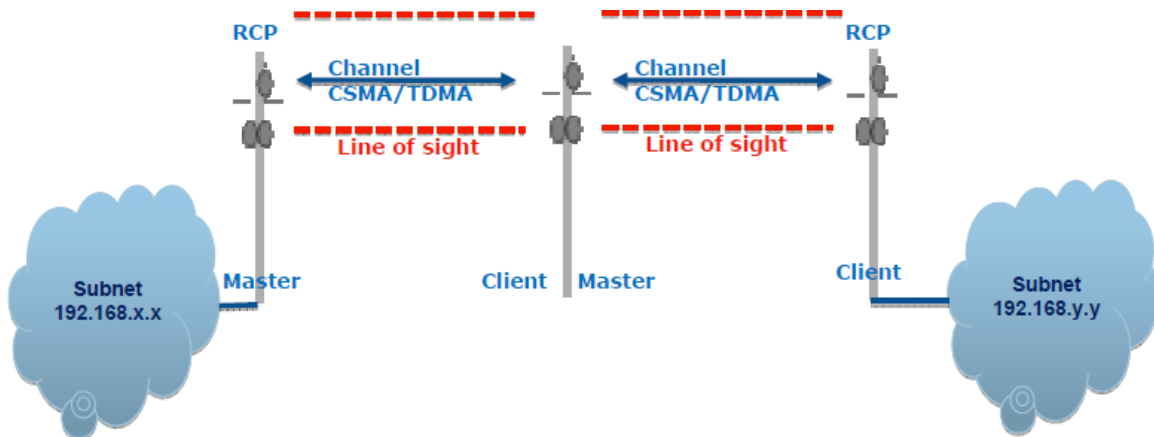 RCP
RCP
Channel
CSMA/TDMA
Channel
CSMA/TDMA
Line of sight
Line of sight
Master
Client
Master
Client
Subnet
192.168.x.x
Subnet
192.168.y.y